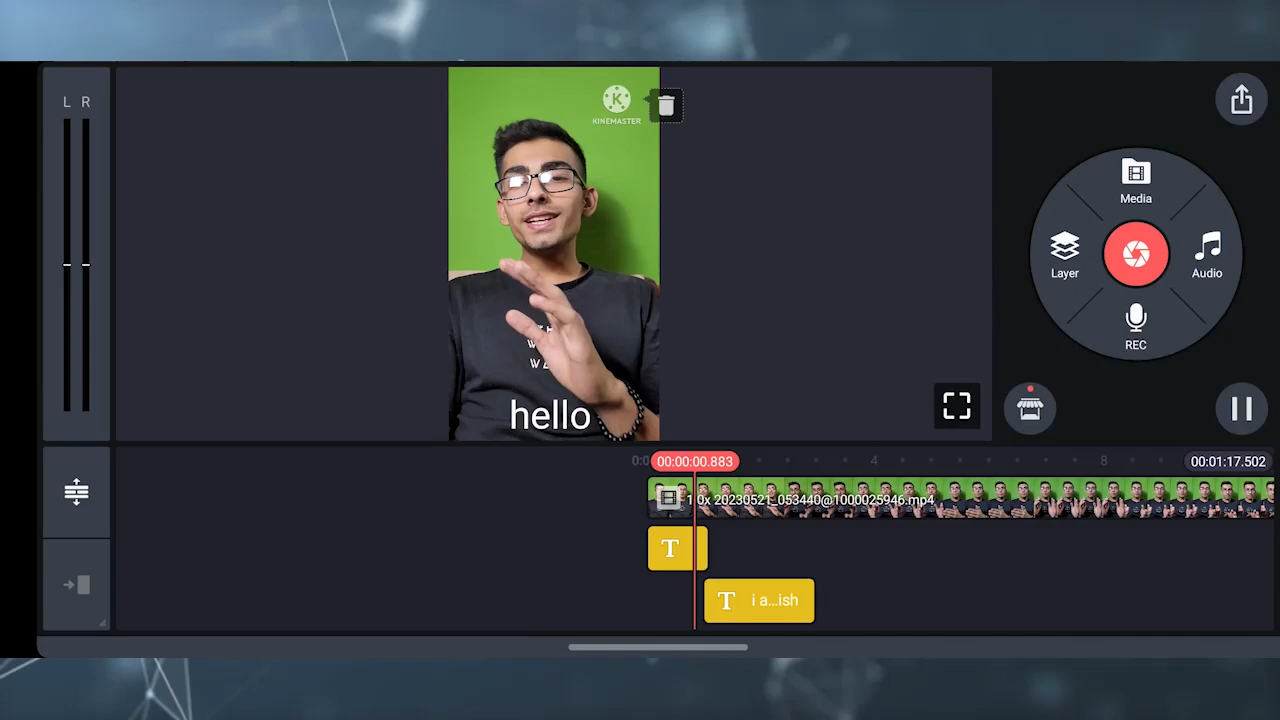 L R
KINEMASTER
hello
Media
Layer
Audio
REC
00:00:00.883
4
8
00:01:17.502
1.0x 20230521_053440@1000025946.mp4
T
T i a...ish